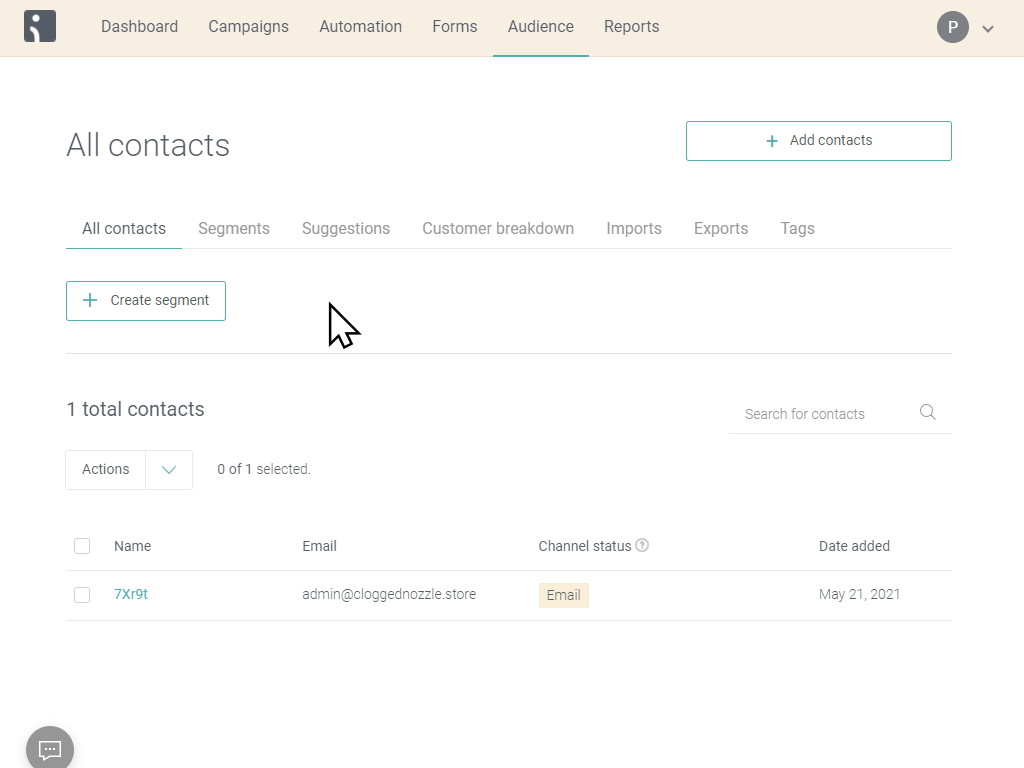 Dashboard Campaigns Automation Forms Audience Reports P
All contacts
Add contacts
All contacts Segments Suggestions Customer breakdown Imports Exports Tags
Create segment
1 total contacts
Search for contacts
Actions 0 of 1 selected.
Name Email Channel status ? Date added
7Xr9t admin@cloggednozzle.store Email May 21, 2021